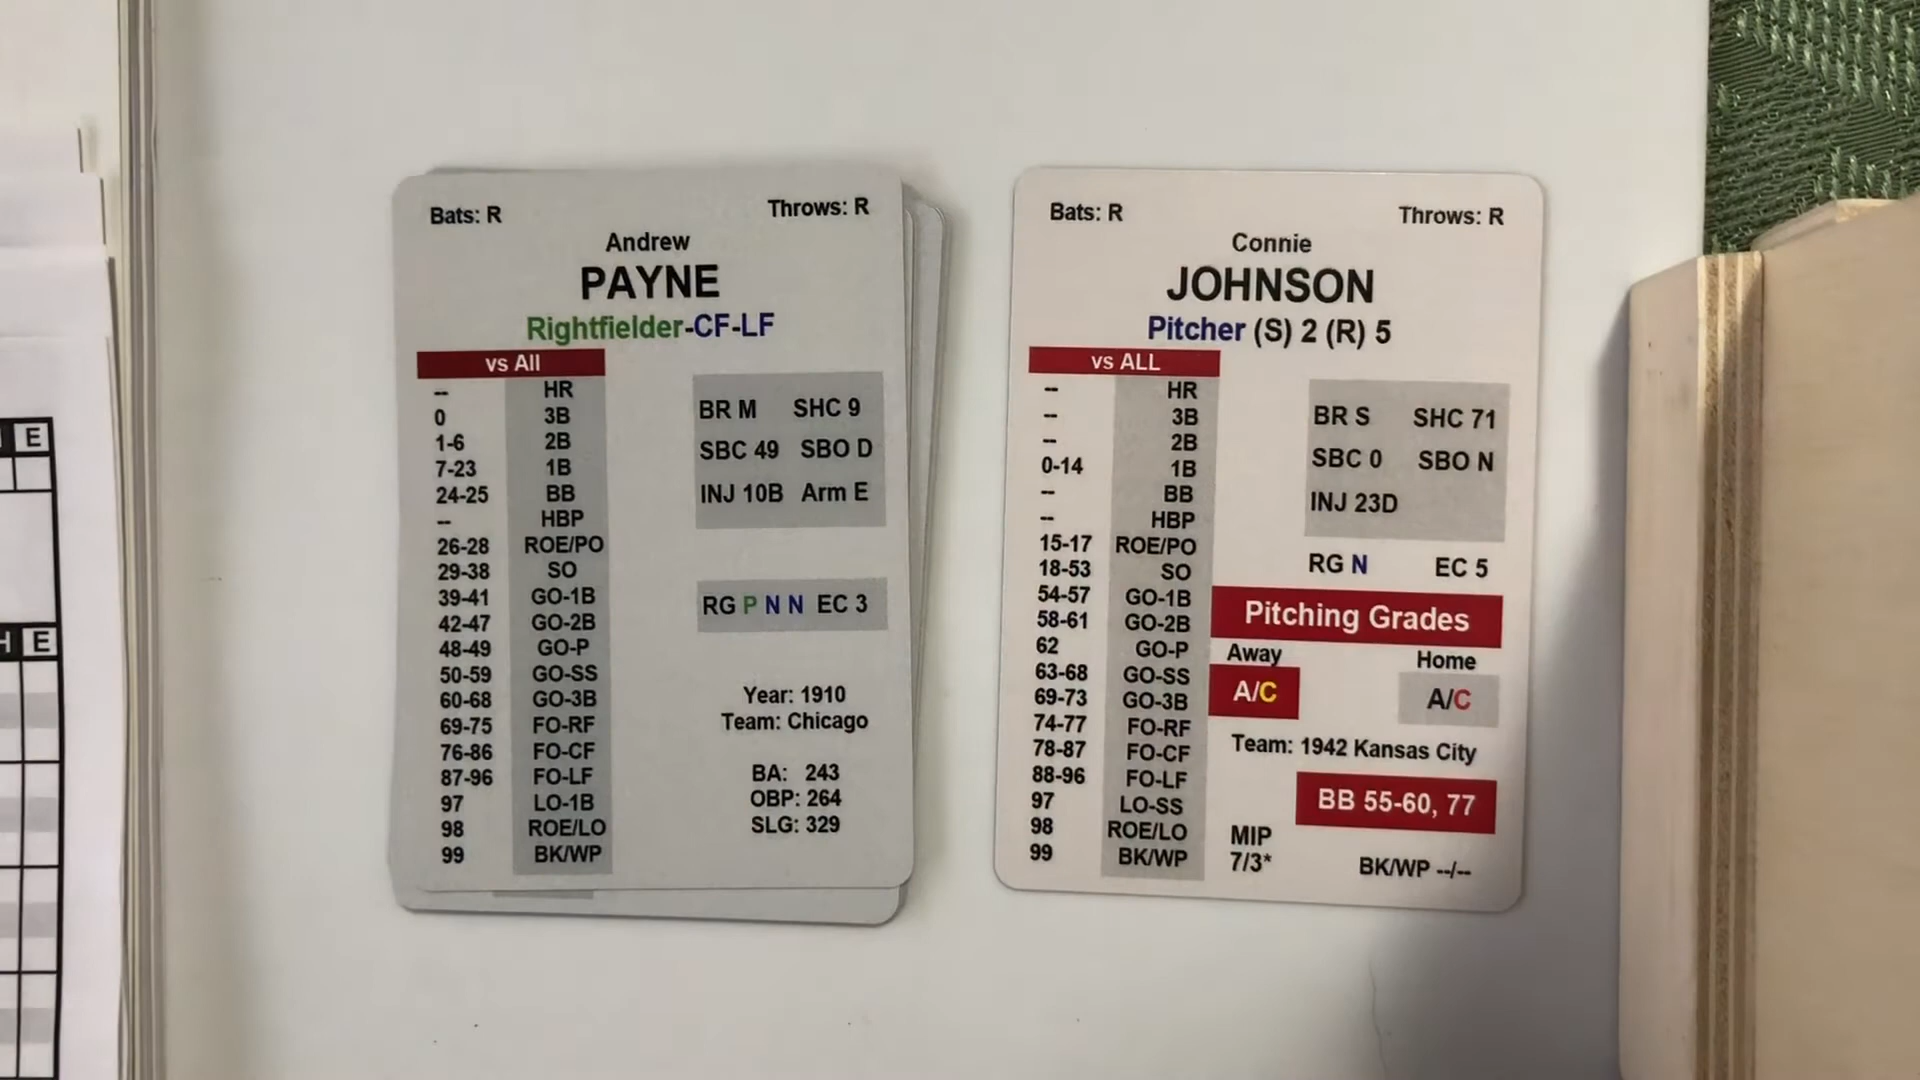 E
H E
Bats: R Throws: R
Andrew
PAYNE
Rightfielder-CF-LF
vs All
-- HR
0 3B
1-6 2B
7-23 1B
24-25 BB
-- HBP
26-28 ROE/PO
29-38 SO
39-41 GO-1B
42-47 GO-2B
48-49 GO-P
50-59 GO-SS
60-68 GO-3B
69-75 FO-RF
76-86 FO-CF
87-96 FO-LF
97 LO-1B
98 ROE/LO
99 BK/WP
BR M SHC 9
SBC 49 SBO D
INJ 10B Arm E
RG P N N EC 3
Year: 1910
Team: Chicago
BA: 243
OBP: 264
SLG: 329
Bats: R Throws: R
Connie
JOHNSON
Pitcher (S) 2 (R) 5
vs ALL
-- HR
-- 3B
-- 2B
0-14 1B
-- BB
-- HBP
15-17 ROE/PO
18-53 SO
54-57 GO-1B
58-61 GO-2B
62 GO-P
63-68 GO-SS
69-73 GO-3B
74-77 FO-RF
78-87 FO-CF
88-96 FO-LF
97 LO-SS
98 ROE/LO
99 BK/WP
BR S SHC 71
SBC 0 SBO N
INJ 23D
RG N EC 5
Pitching Grades
Away Home
A/C A/C
Team: 1942 Kansas City
BB 55-60, 77
MIP
7/3*
BK/WP --/--